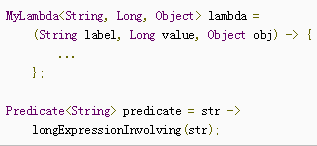 MyLambda<String, Long, Object> lambda =
    (String label, Long value, Object obj) -> {
        ...
    };

Predicate<String> predicate = str ->
    longExpressionInvolving(str);